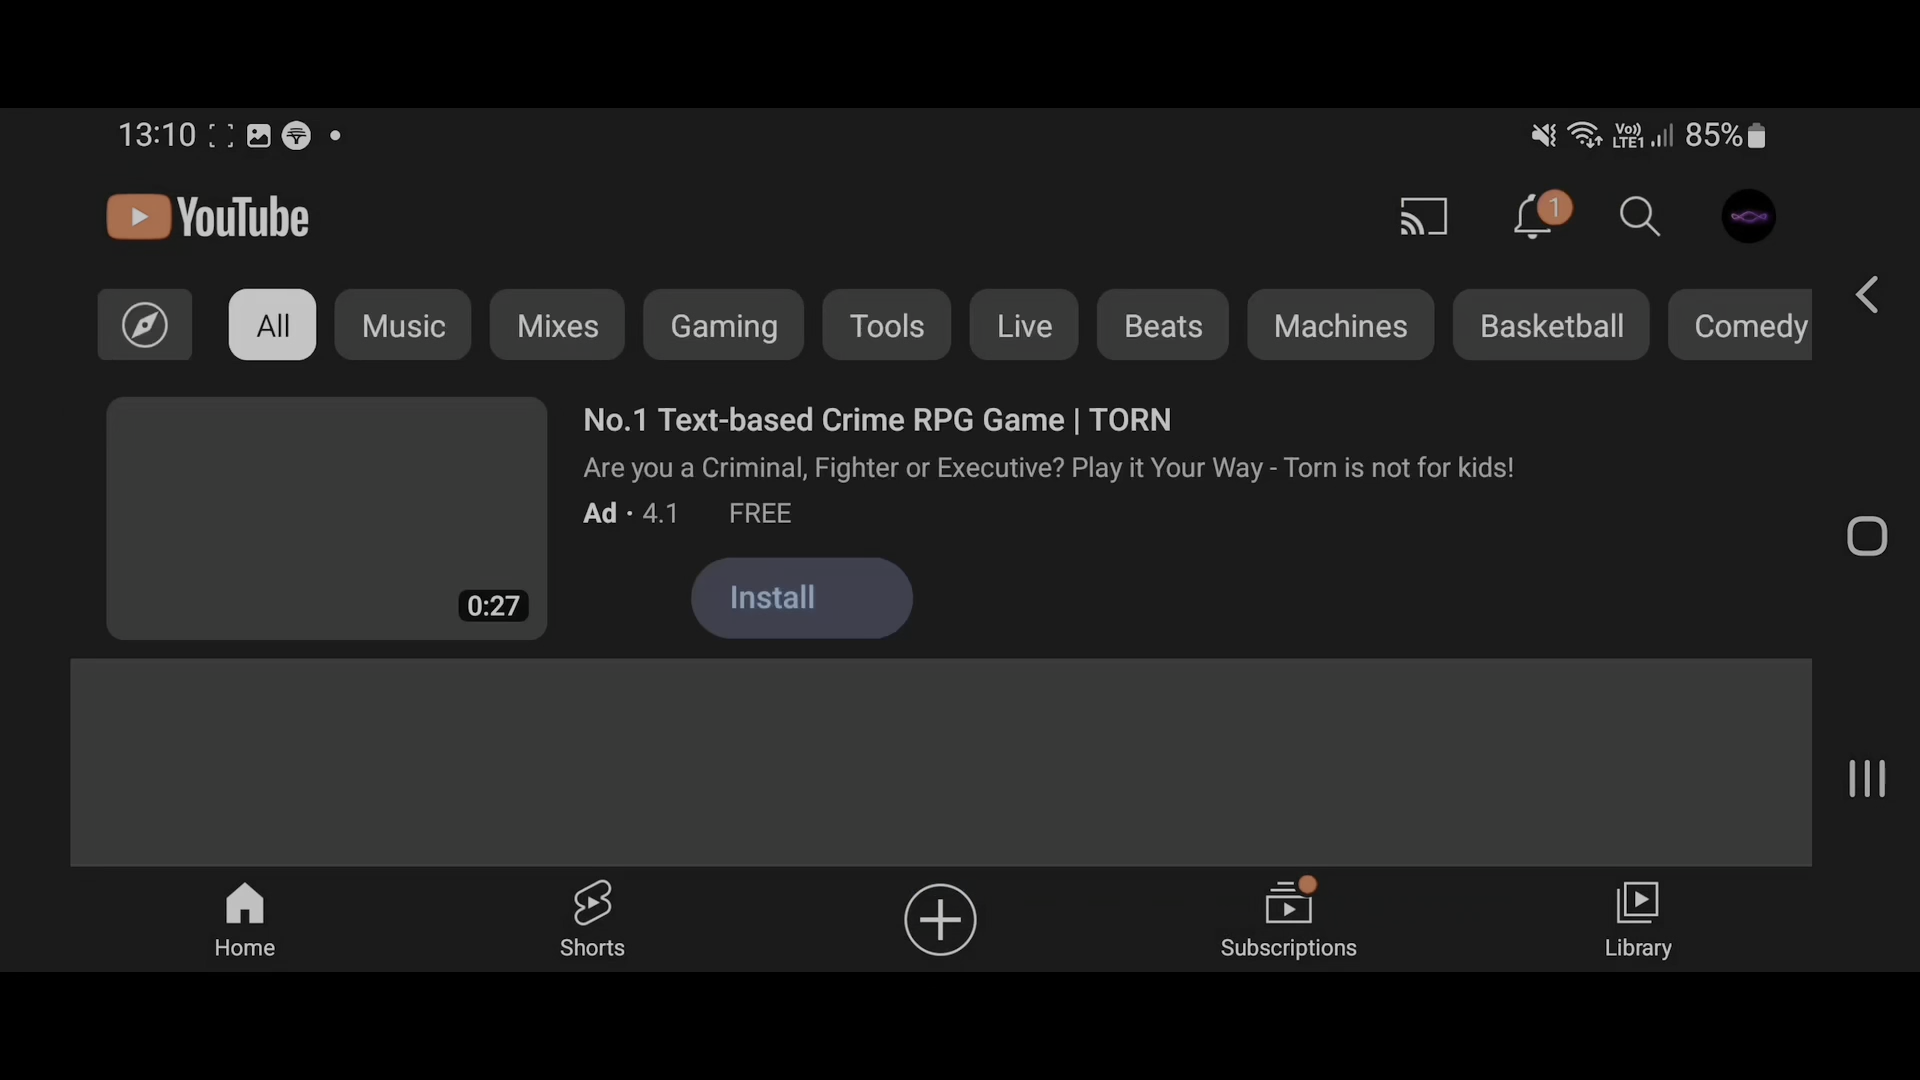 13:10
Vo)) LTE1 85%
YouTube
1
All Music Mixes Gaming Tools Live Beats Machines Basketball Comedy
No.1 Text-based Crime RPG Game | TORN
Are you a Criminal, Fighter or Executive? Play it Your Way - Torn is not for kids!
Ad · 4.1 FREE
0:27
Install
Home Shorts Subscriptions Library